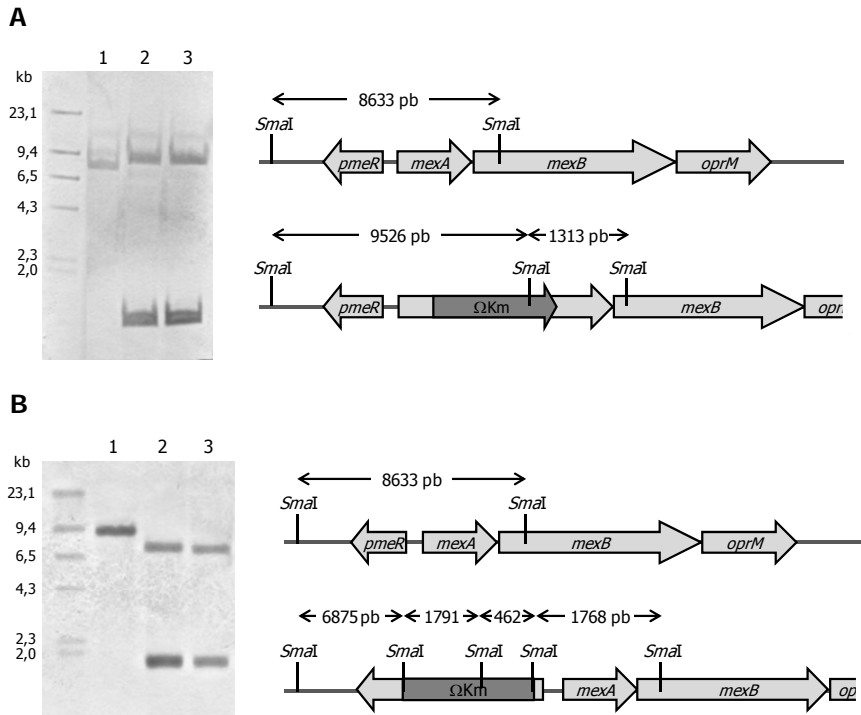 A
1 2 3
kb
23,1
9,4
6,5
4,3
2,3
2,0
8633 pb
SmaI SmaI
pmeR mexA mexB oprM
9526 pb 1313 pb
SmaI SmaI SmaI
pmeR ΩKm mexB opr
B
1 2 3
kb
23,1
9,4
6,5
4,3
2,3
2,0
8633 pb
SmaI SmaI
pmeR mexA mexB oprM
6875 pb 1791 462 1768 pb
SmaI SmaI SmaI SmaI SmaI
ΩKm mexA mexB op